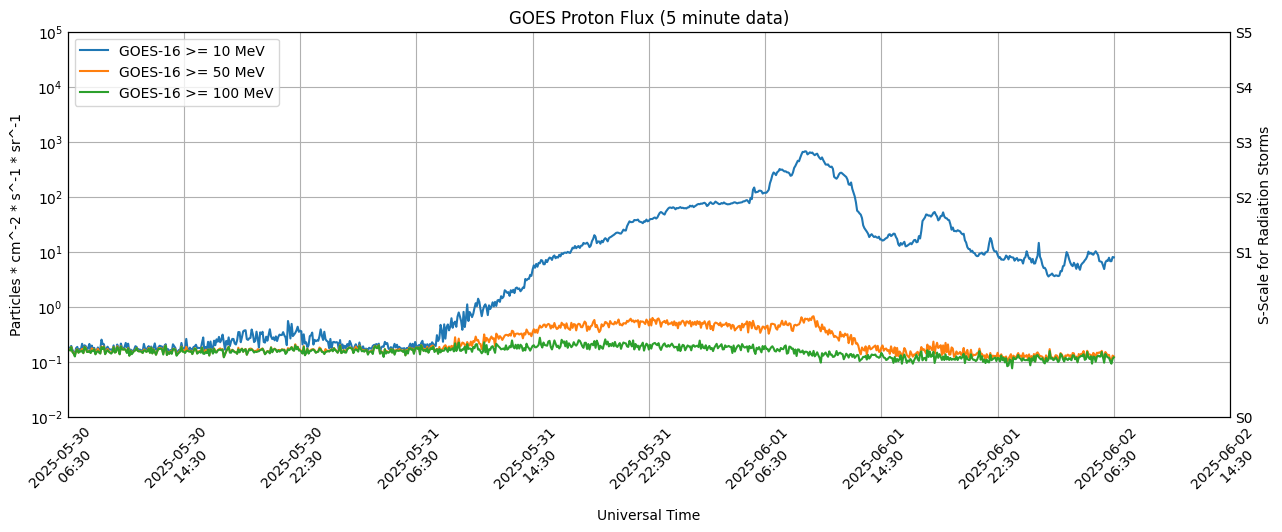 GOES Proton Flux (5 minute data)
GOES-16 >= 10 MeV
GOES-16 >= 50 MeV
GOES-16 >= 100 MeV
Particles * cm^-2 * s^-1 * sr^-1
10^5
10^4
10^3
10^2
10^1
10^0
10^-1
10^-2
S5
S4
S3
S2
S1
S0
S-Scale for Radiation Storms
2025-05-30
06:30
2025-05-30
14:30
2025-05-30
22:30
2025-05-31
06:30
2025-05-31
14:30
2025-05-31
22:30
2025-06-01
06:30
2025-06-01
14:30
2025-06-01
22:30
2025-06-02
06:30
2025-06-02
14:30
Universal Time